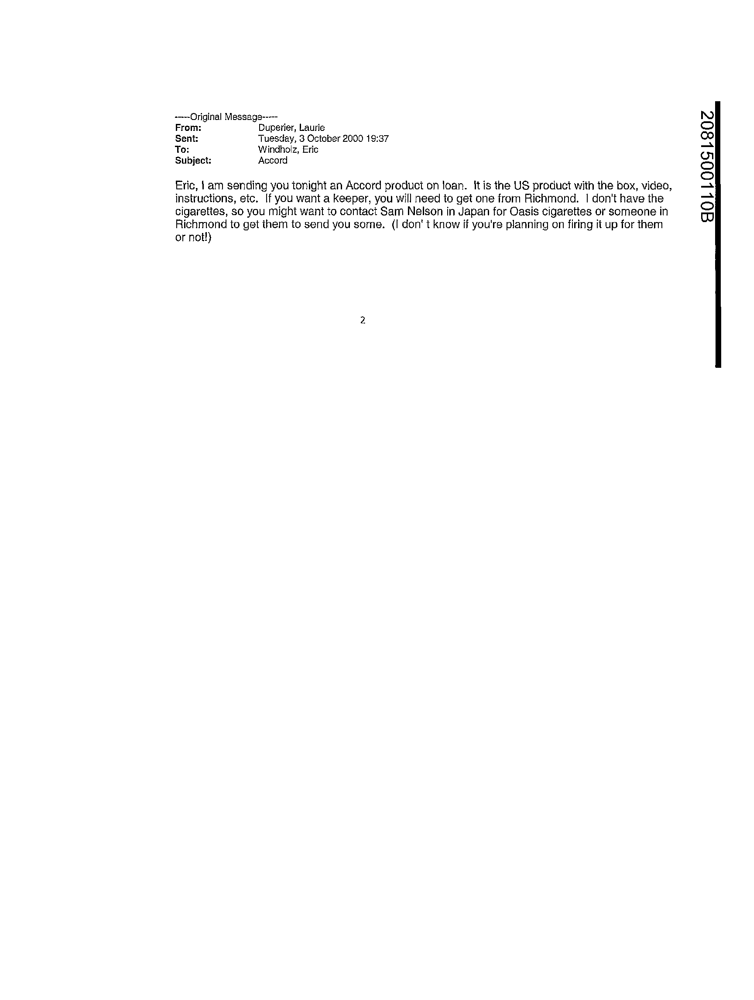 -----Original Message-----
From: Duperier, Laurie
Sent: Tuesday, 3 October 2000 19:37
To: Windholz, Eric
Subject: Accord
Eric, I am sending you tonight an Accord product on loan. It is the US product with the box, video,
instructions, etc. If you want a keeper, you will need to get one from Richmond. I don't have the
cigarettes, so you might want to contact Sam Nelson in Japan for Oasis cigarettes or someone in
Richmond to get them to send you some. (I don' t know if you're planning on firing it up for them
or not!)
2
2081500110B